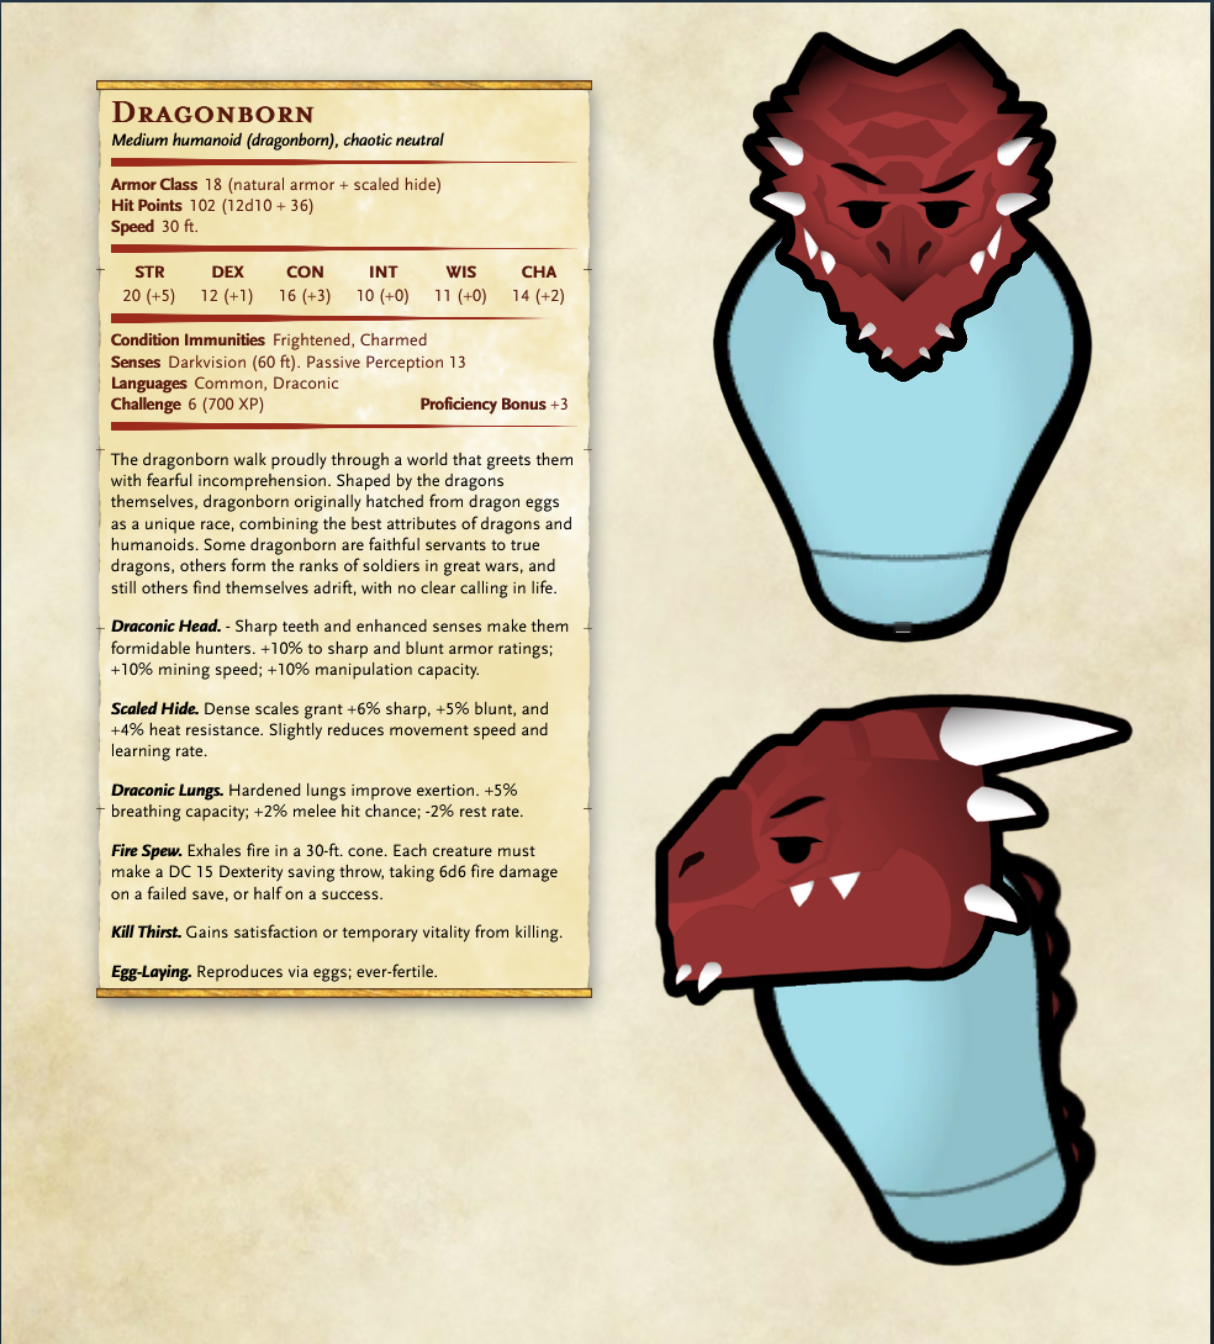 Dragonborn
Medium humanoid (dragonborn), chaotic neutral
Armor Class 18 (natural armor + scaled hide)
Hit Points 102 (12d10 + 36)
Speed 30 ft.
STR DEX CON INT WIS CHA
20 (+5) 12 (+1) 16 (+3) 10 (+0) 11 (+0) 14 (+2)
Condition Immunities Frightened, Charmed
Senses Darkvision (60 ft). Passive Perception 13
Languages Common, Draconic
Challenge 6 (700 XP) Proficiency Bonus +3
The dragonborn walk proudly through a world that greets them
with fearful incomprehension. Shaped by the dragons
themselves, dragonborn originally hatched from dragon eggs
as a unique race, combining the best attributes of dragons and
humanoids. Some dragonborn are faithful servants to true
dragons, others form the ranks of soldiers in great wars, and
still others find themselves adrift, with no clear calling in life.
Draconic Head. - Sharp teeth and enhanced senses make them
formidable hunters. +10% to sharp and blunt armor ratings;
+10% mining speed; +10% manipulation capacity.
Scaled Hide. Dense scales grant +6% sharp, +5% blunt, and
+4% heat resistance. Slightly reduces movement speed and
learning rate.
Draconic Lungs. Hardened lungs improve exertion. +5%
breathing capacity; +2% melee hit chance; -2% rest rate.
Fire Spew. Exhales fire in a 30-ft. cone. Each creature must
make a DC 15 Dexterity saving throw, taking 6d6 fire damage
on a failed save, or half on a success.
Kill Thirst. Gains satisfaction or temporary vitality from killing.
Egg-Laying. Reproduces via eggs; ever-fertile.